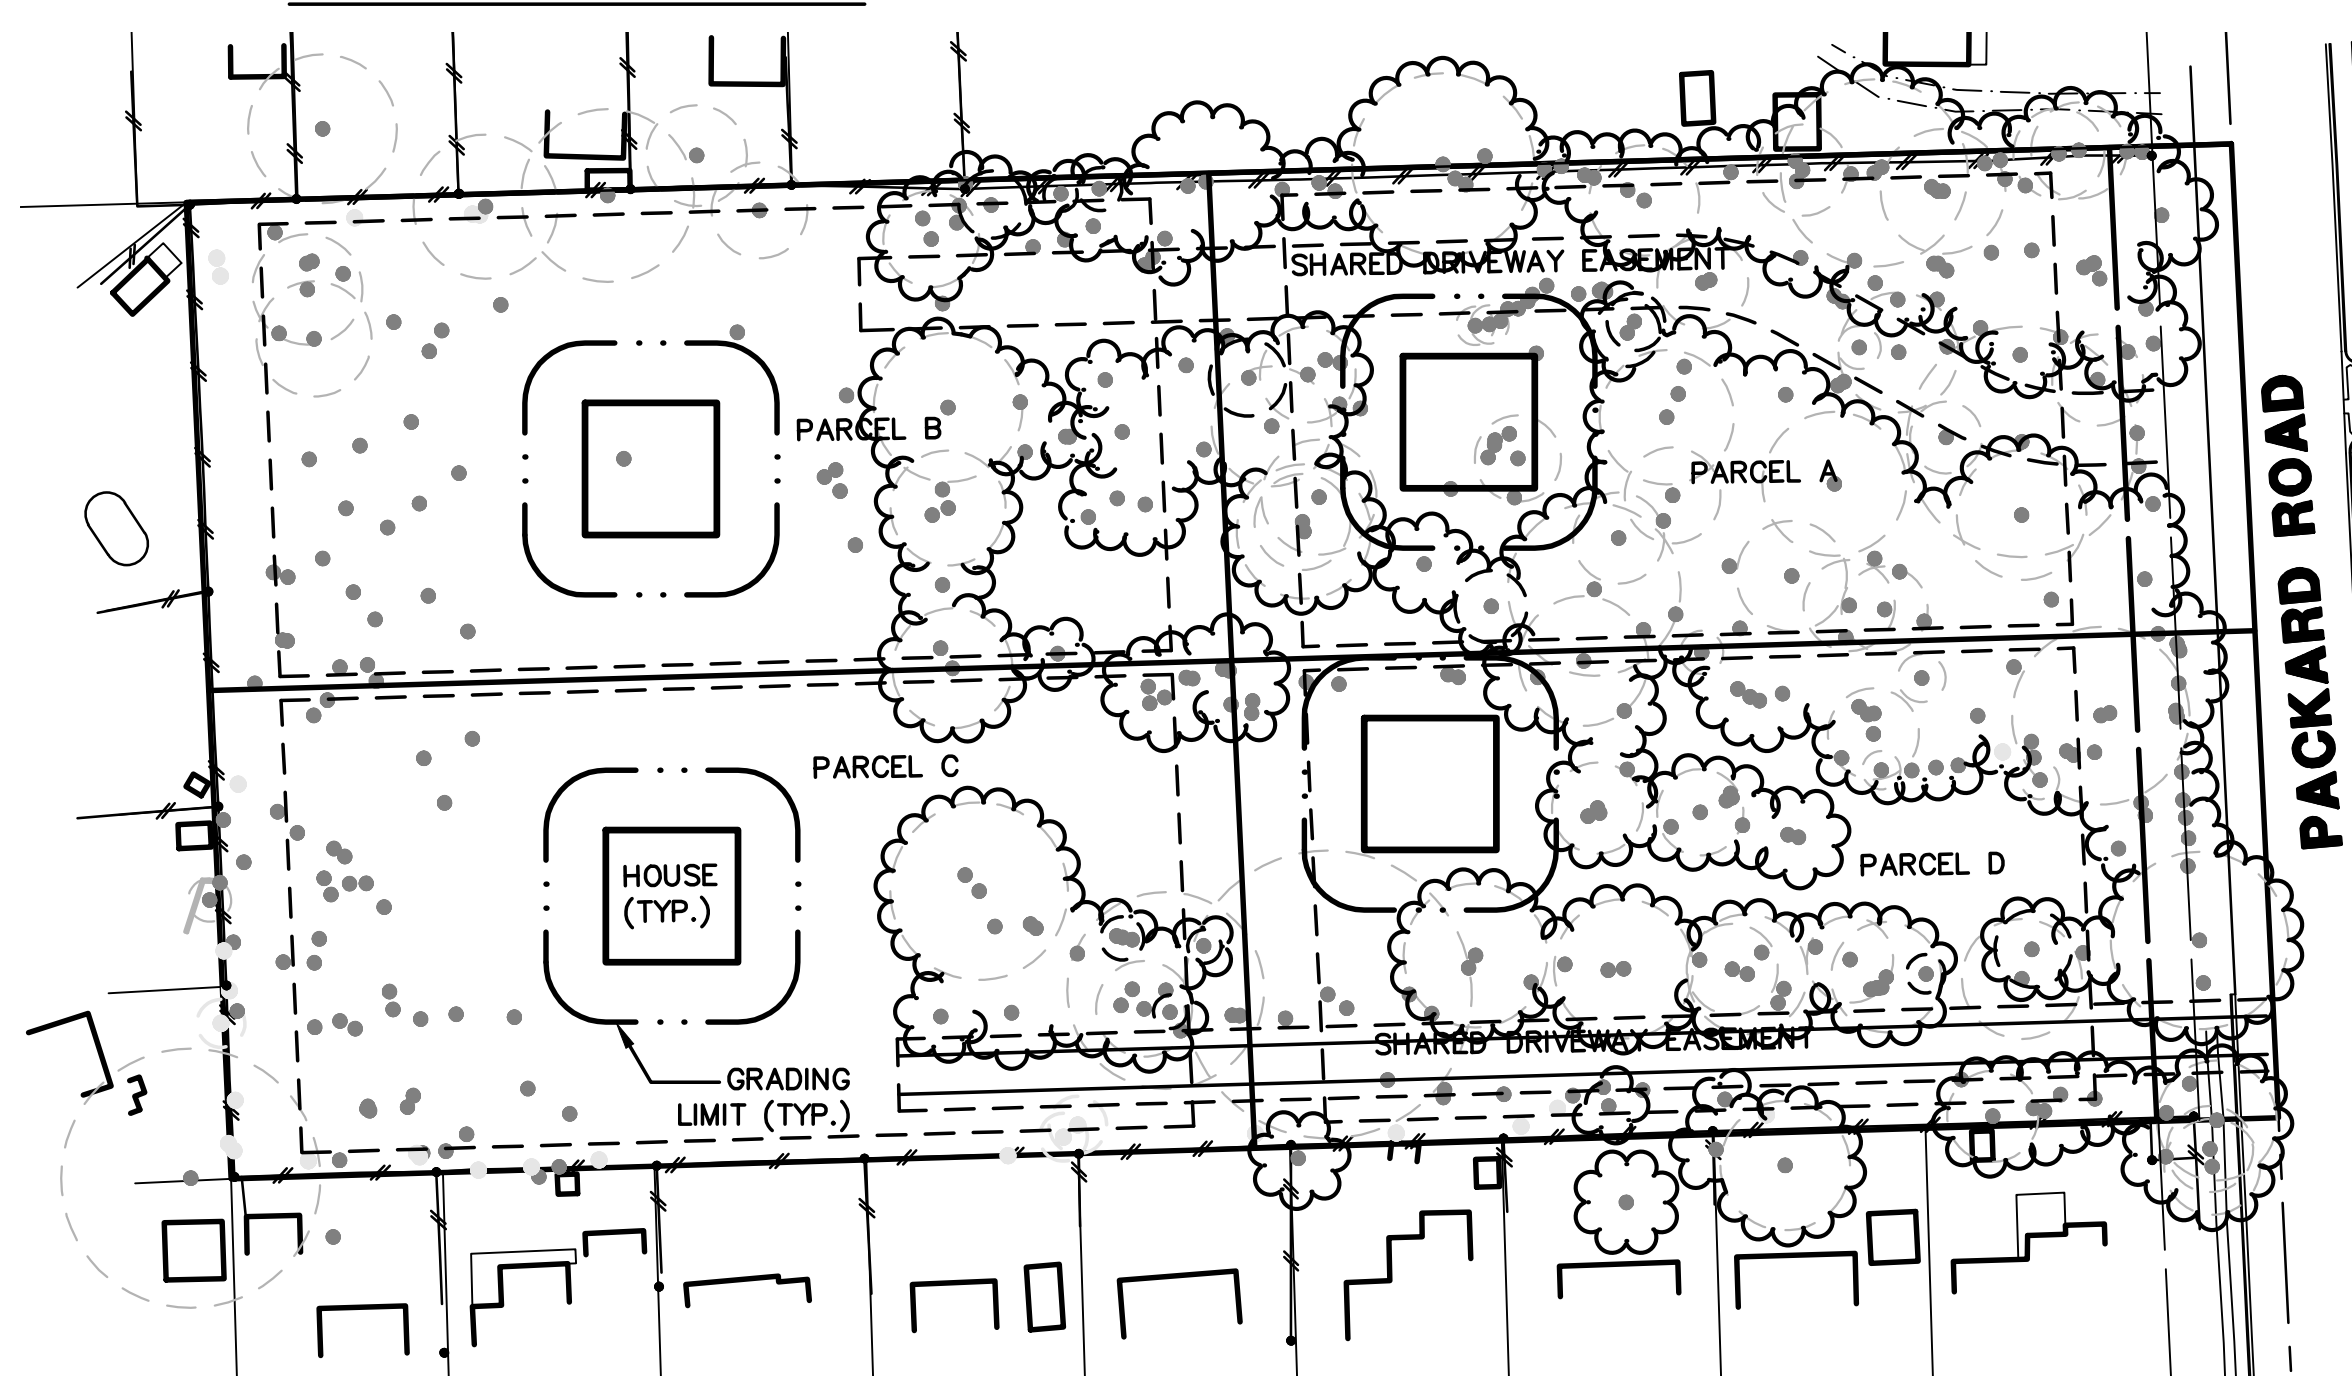 SHARED DRIVEWAY EASEMENT
PARCEL B
PARCEL A
PACKARD ROAD
PARCEL C
HOUSE
(TYP.)
PARCEL D
SHARED DRIVEWAY EASEMENT
GRADING
LIMIT (TYP.)